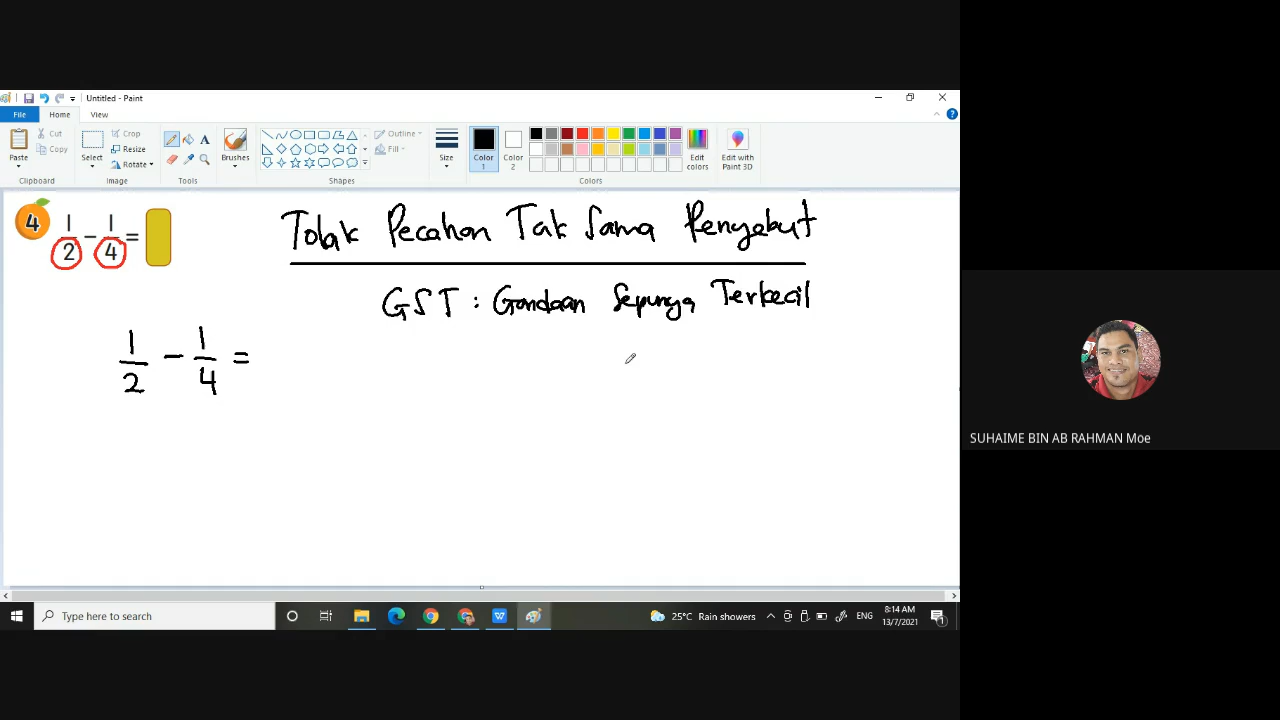 Untitled - Paint
File Home View
Paste
Cut
Copy
Clipboard
Select
Crop
Resize
Rotate
Image
Tools
Brushes
Shapes
Outline
Fill
Size
Color 1
Color 2
Edit colors
Edit with Paint 3D
Colors
4 1/2 - 1/4 =
Tolak Pecahan Tak Sama Penyebut
GST : Gandaan Sepunya Terkecil
1/2 - 1/4 =
SUHAIME BIN AB RAHMAN Moe
Type here to search
25°C Rain showers
ENG
8:14 AM
13/7/2021
1